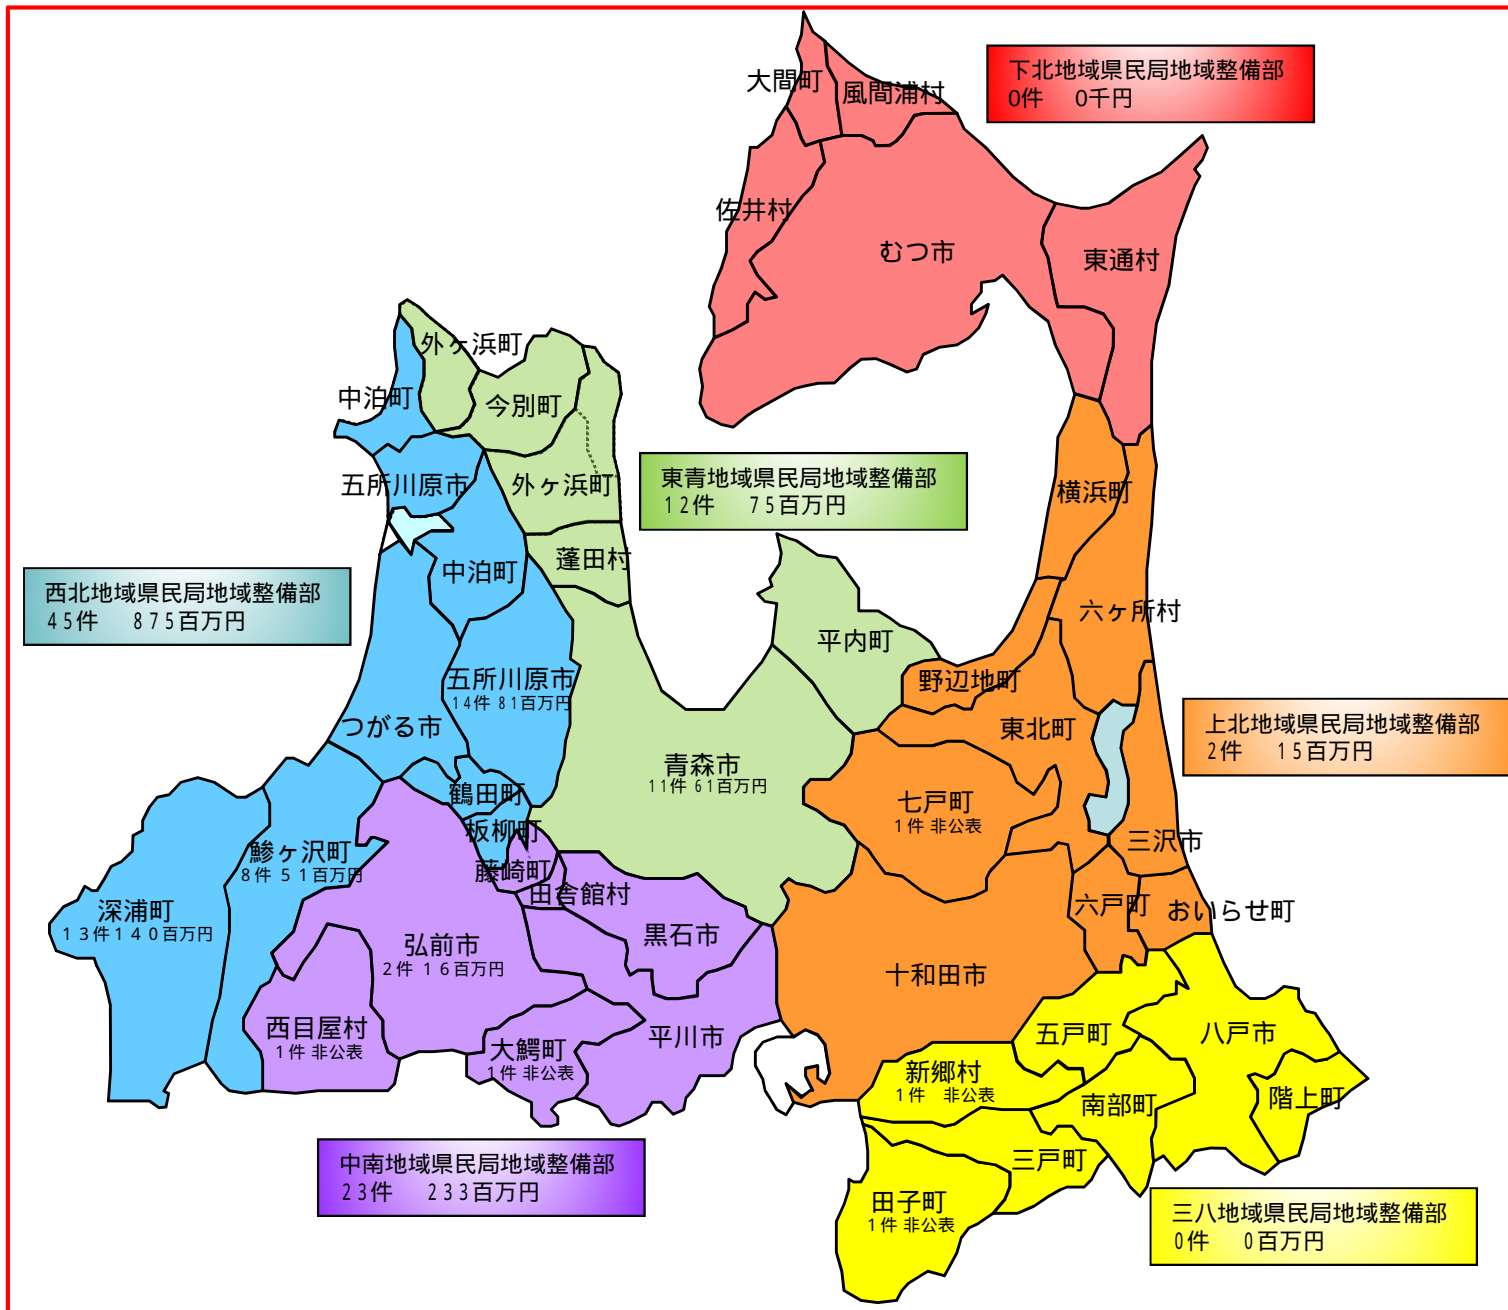 大間町
風間浦村
下北地域県民局地域整備部
0件　0千円
佐井村
むつ市
東通村
外ヶ浜町
中泊町
今別町
五所川原市
外ヶ浜町
東青地域県民局地域整備部
12件　75百万円
横浜町
蓬田村
中泊町
西北地域県民局地域整備部
45件　875百万円
六ヶ所村
平内町
五所川原市
14件 81百万円
野辺地町
つがる市
東北町
上北地域県民局地域整備部
2件　15百万円
青森市
11件 61百万円
鶴田町
七戸町
1件 非公表
板柳町
三沢市
鰺ヶ沢町
8件 51百万円
藤崎町
田舎館村
深浦町
13件140百万円
六戸町
おいらせ町
弘前市
2件 16百万円
黒石市
十和田市
西目屋村
1件 非公表
大鰐町
1件 非公表
平川市
五戸町
八戸市
新郷村
1件　非公表
南部町
階上町
中南地域県民局地域整備部
23件　233百万円
三戸町
田子町
1件 非公表
三八地域県民局地域整備部
0件　0百万円